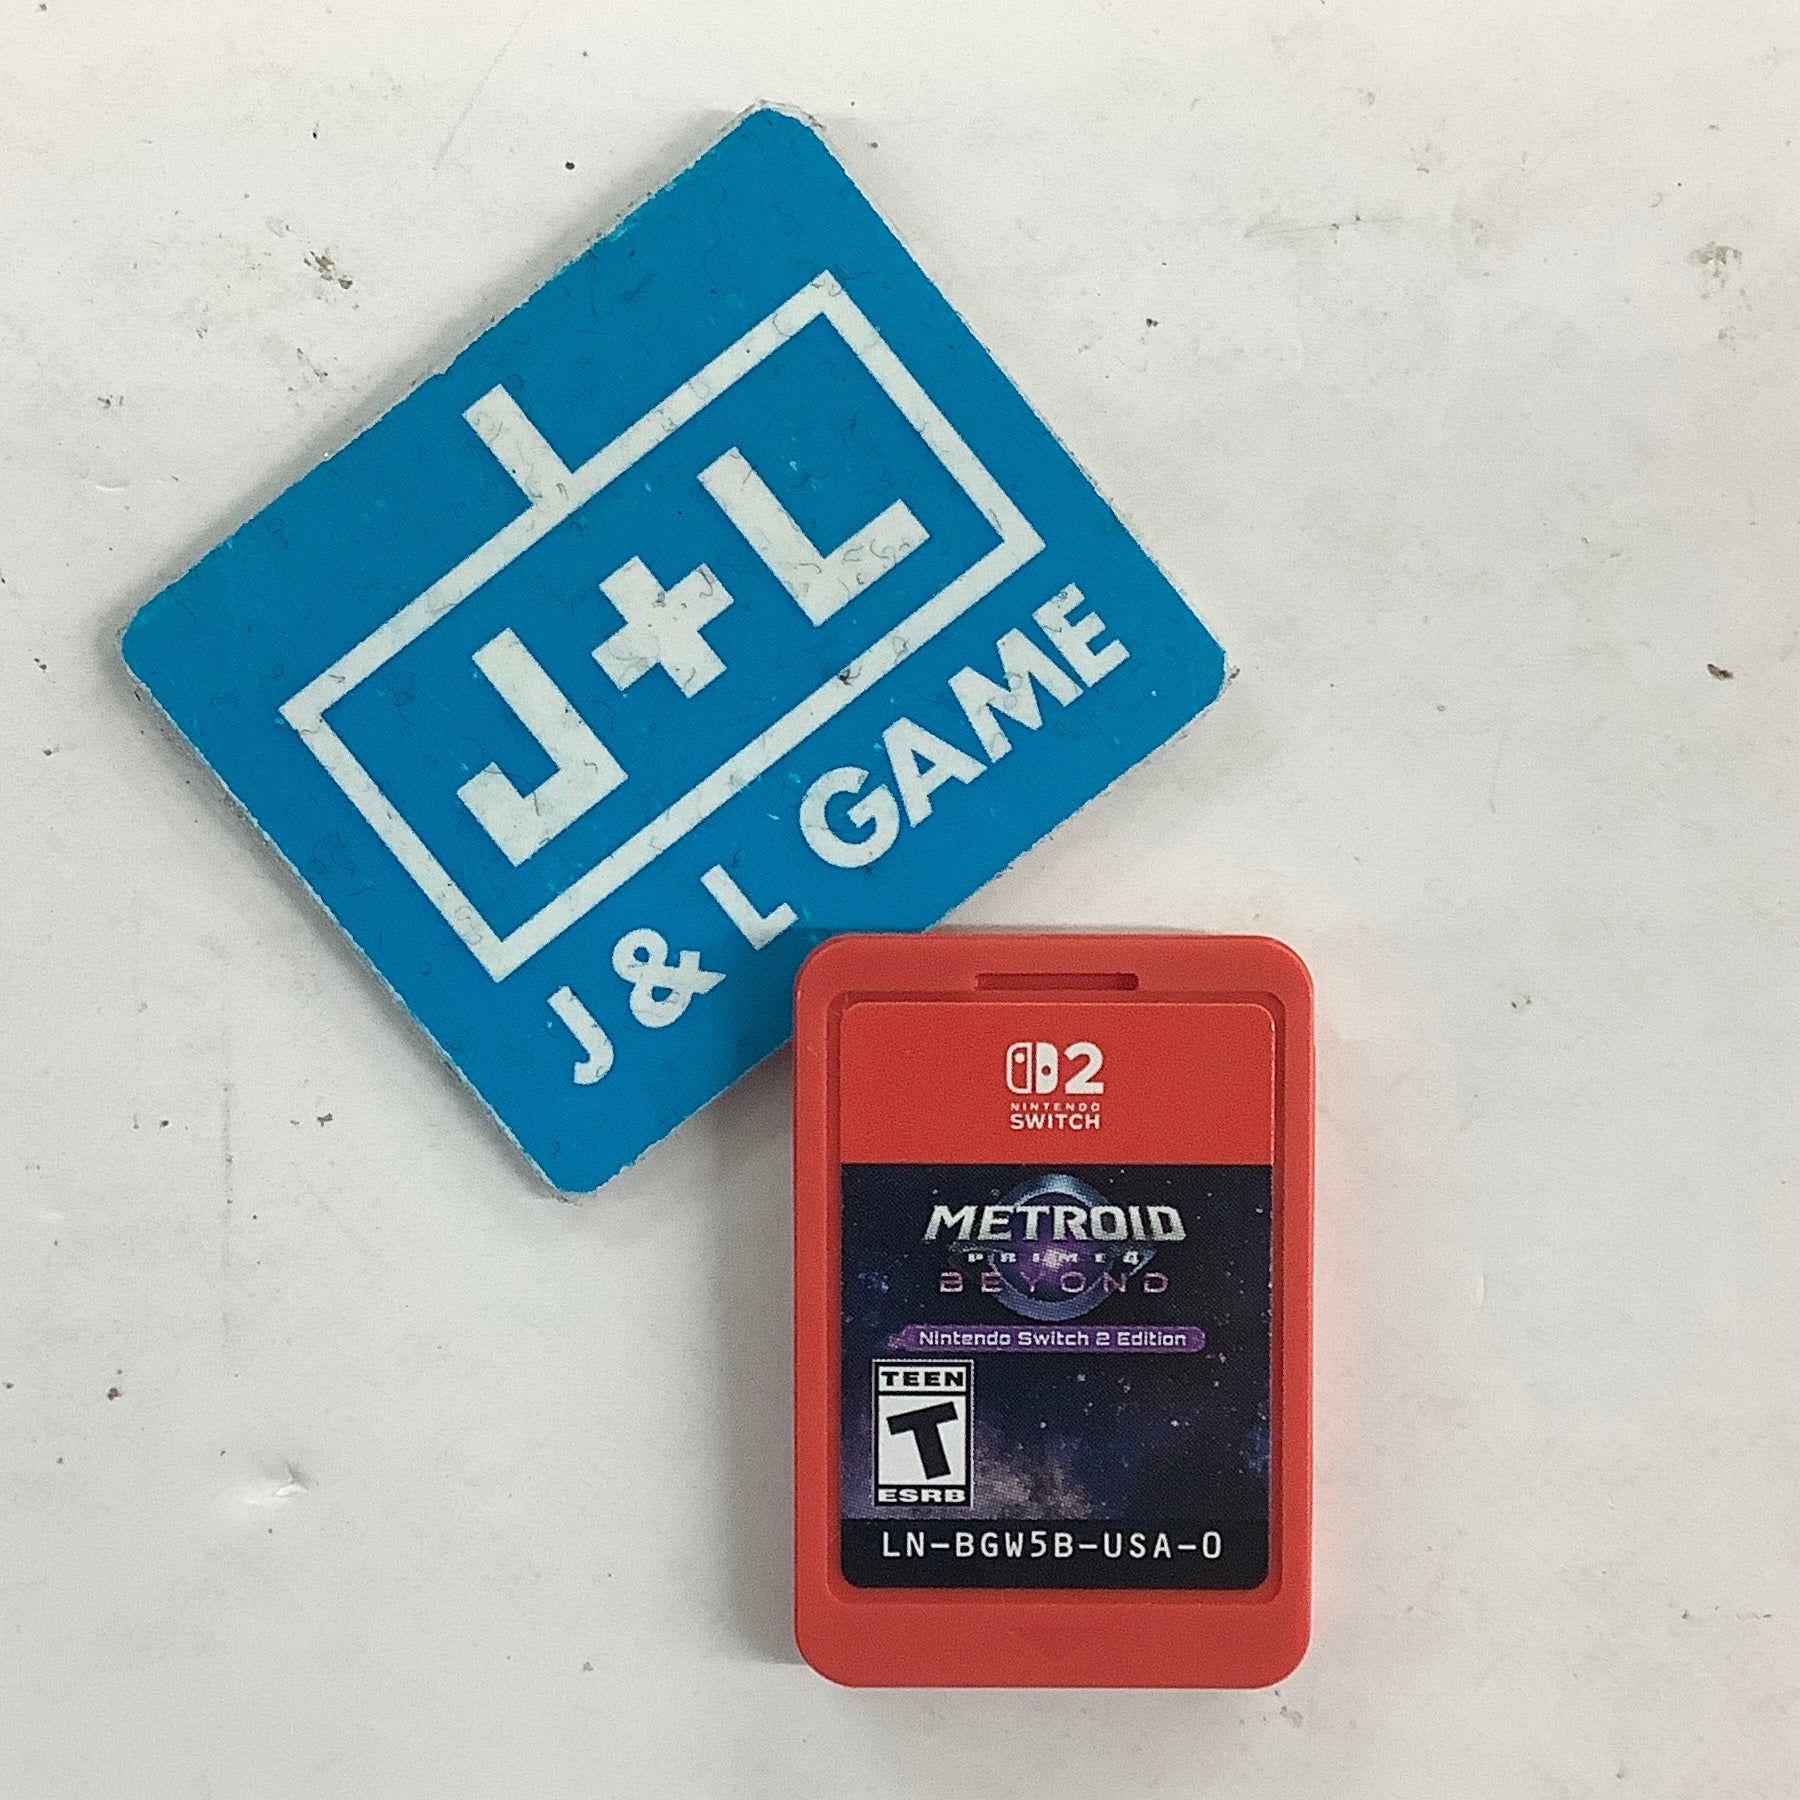 J+L
J & L GAME
2
NINTENDO
SWITCH
METROID
PRIME 4
BEYOND
Nintendo Switch 2 Edition
TEEN
T
ESRB
LN-BGW5B-USA-0